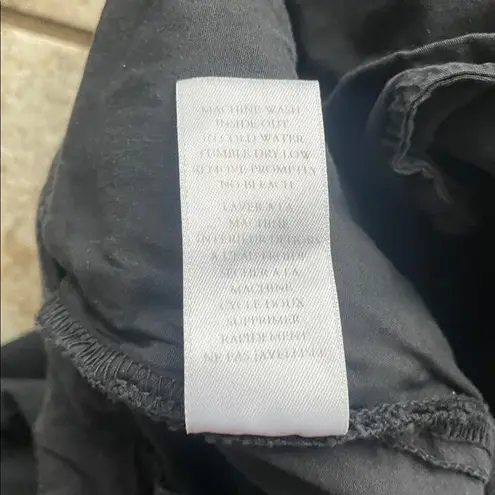 MACHINE WASH
INSIDE OUT
COLD WATER
TUMBLE DRY LOW
REMOVE PROMPTLY
NO BLEACH
LAVER A LA
MACHINE
INTERIEUR DEHORS
A L'EAU FROIDE
SECHER A LA
MACHINE
CYCLE DOUX
SUPPRIMER
RAPIDEMENT
NE PAS JAVELLISER